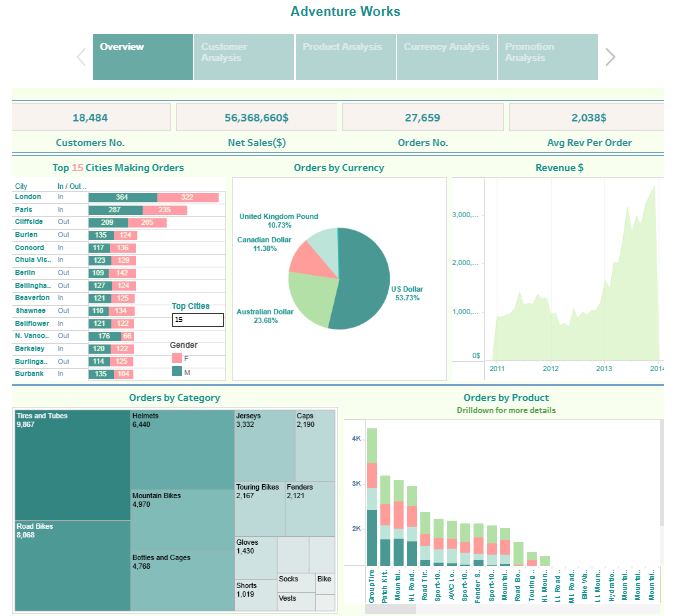 Adventure Works
Overview
Customer
Analysis
Product Analysis
Currency Analysis
Promotion
Analysis
18,484
56,368,660$
27,659
2,038$
Customers No.
Net Sales($)
Orders No.
Avg Rev Per Order
Top 15 Cities Making Orders
City In / Out ..
London In 364 322
Paris In 287 235
Cliffside Out 209 205
Burien Out 135 124
Concord In 117 136
Chula Vis.. In 123 129
Berlin Out 109 142
Bellingha.. Out 127 124
Beaverton In 121 125
Shawnee Out 110 134
Bellflower In 121 122
N. Vanco.. Out 176 66
Berkeley In 120 122
Burlinga.. Out 114 125
Burbank In 135 104
Top Cities
15
Gender
F
M
Orders by Currency
United Kingdom Pound
10.73%
Canadian Dollar
11.38%
US Dollar
53.73%
Australian Dollar
23.68%
Revenue $
3,000,...
2,000,...
1,000,...
0$
2011 2012 2013 2014
Orders by Category
Tires and Tubes
9,867
Road Bikes
8,068
Helmets
6,440
Mountain Bikes
4,970
Bottles and Cages
4,768
Jerseys
3,332
Caps
2,190
Touring Bikes
2,167
Fenders
2,121
Gloves
1,430
Shorts
1,019
Socks
Vests
Bike
Orders by Product
Drilldown for more details
4K
3K
2K
GroupTire
Patch Kit..
Mountai..
HL Road..
Road Tir..
Sport-10..
AWC Lo..
Sport-10..
Fender S..
Sport-10..
Mountai..
Road Bo..
Touring..
HL Moun..
LL Road..
ML Road..
Bike Wa..
LL Moun..
Hydratio..
Mountai..
Mountai..
Mountai..